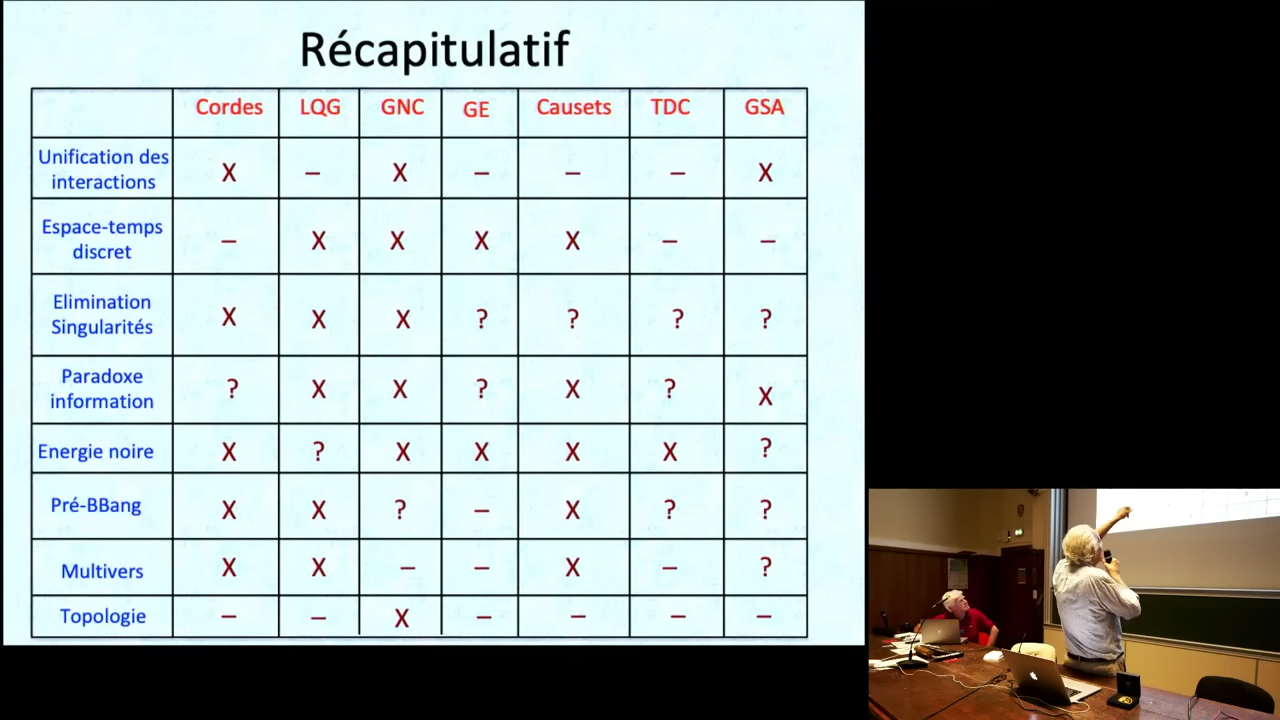 Récapitulatif
Cordes LQG GNC GE Causets TDC GSA
Unification des
interactions X – X – – – X
Espace-temps
discret – X X X X – –
Elimination
Singularités X X X ? ? ? ?
Paradoxe
information ? X X ? X ? X
Energie noire X ? X X X X ?
Pré-BBang X X ? – X ? ?
Multivers X X – – X – ?
Topologie – – X – – – –